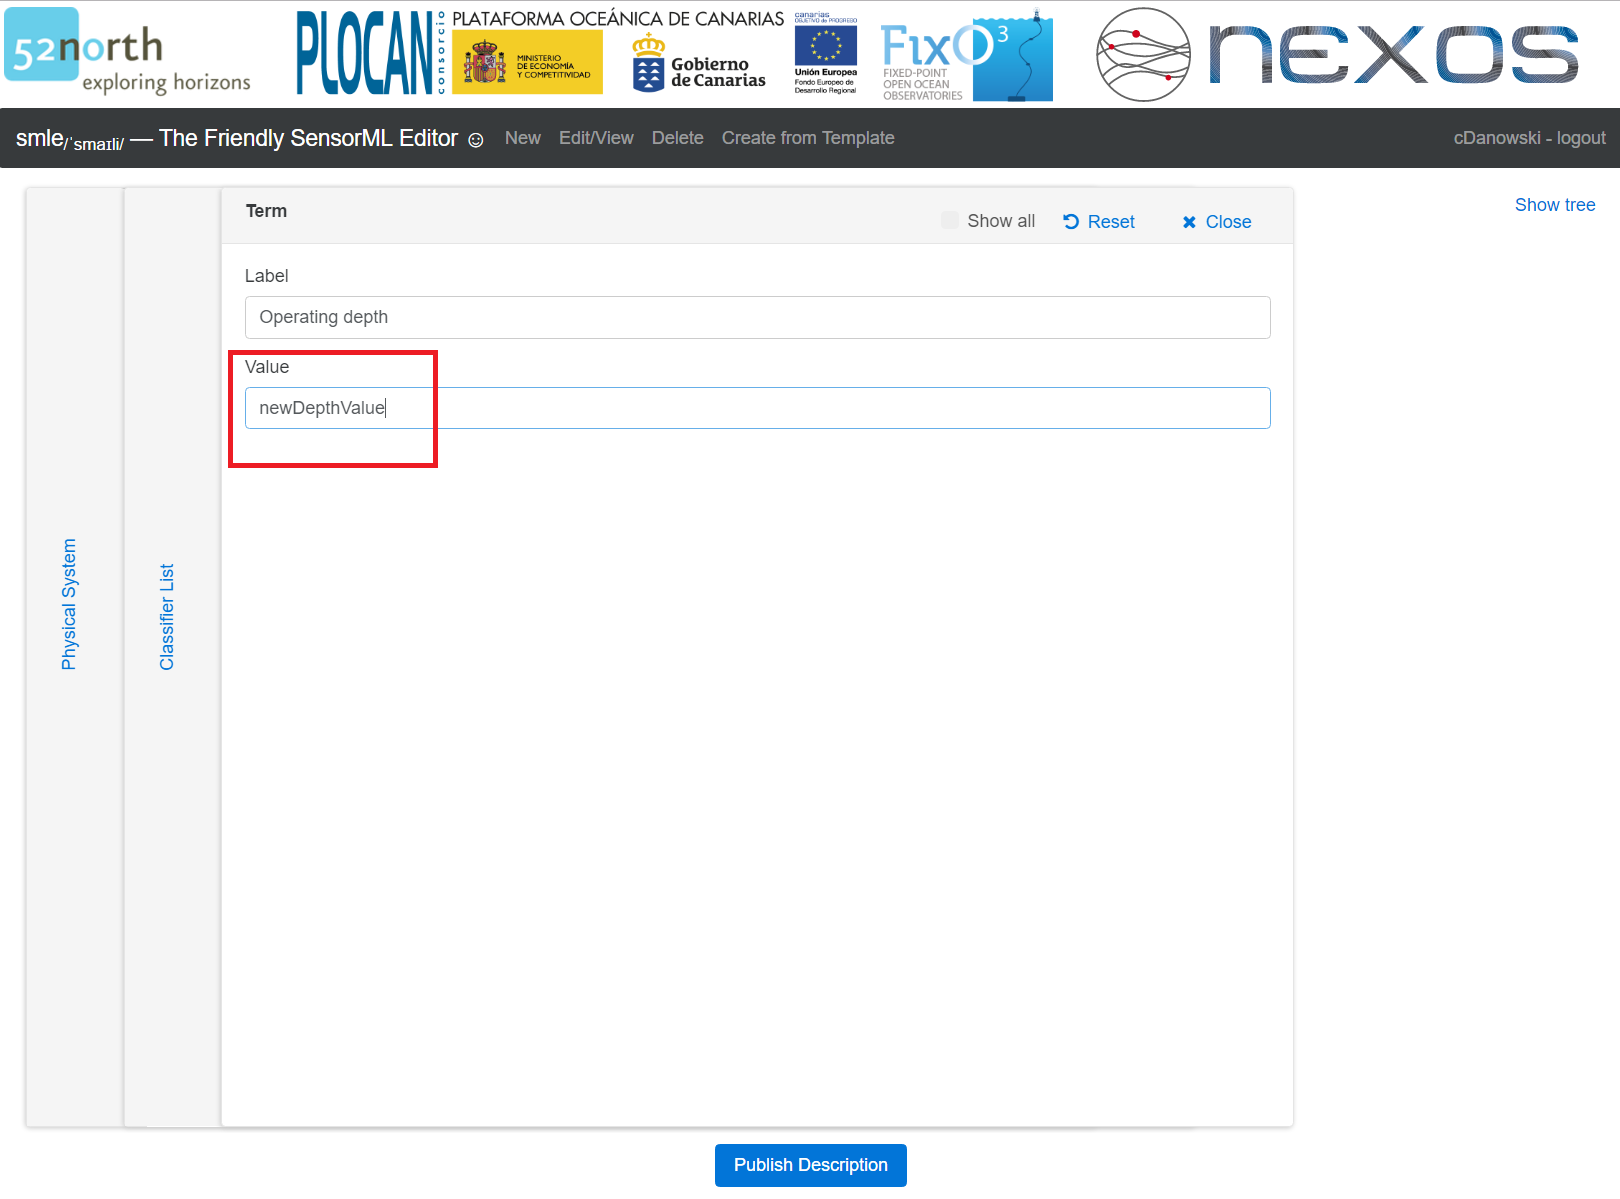 52north
exploring horizons
PLOCAN
consorcio
PLATAFORMA OCEÁNICA DE CANARIAS
MINISTERIO
DE ECONOMÍA
Y COMPETITIVIDAD
Gobierno
de Canarias
canarias
OBJETIVO DE PROGRESO
Unión Europea
Fondo Europeo de
Desarrollo Regional
FixO3
FIXED-POINT
OPEN OCEAN
OBSERVATORIES
nexos
smle/ˈsmaɪli/ — The Friendly SensorML Editor ☺ New Edit/View Delete Create from Template cDanowski - logout
Term
Show all Reset Close
Show tree
Label
Operating depth
Value
newDepthValue
Physical System
Classifier List
Publish Description